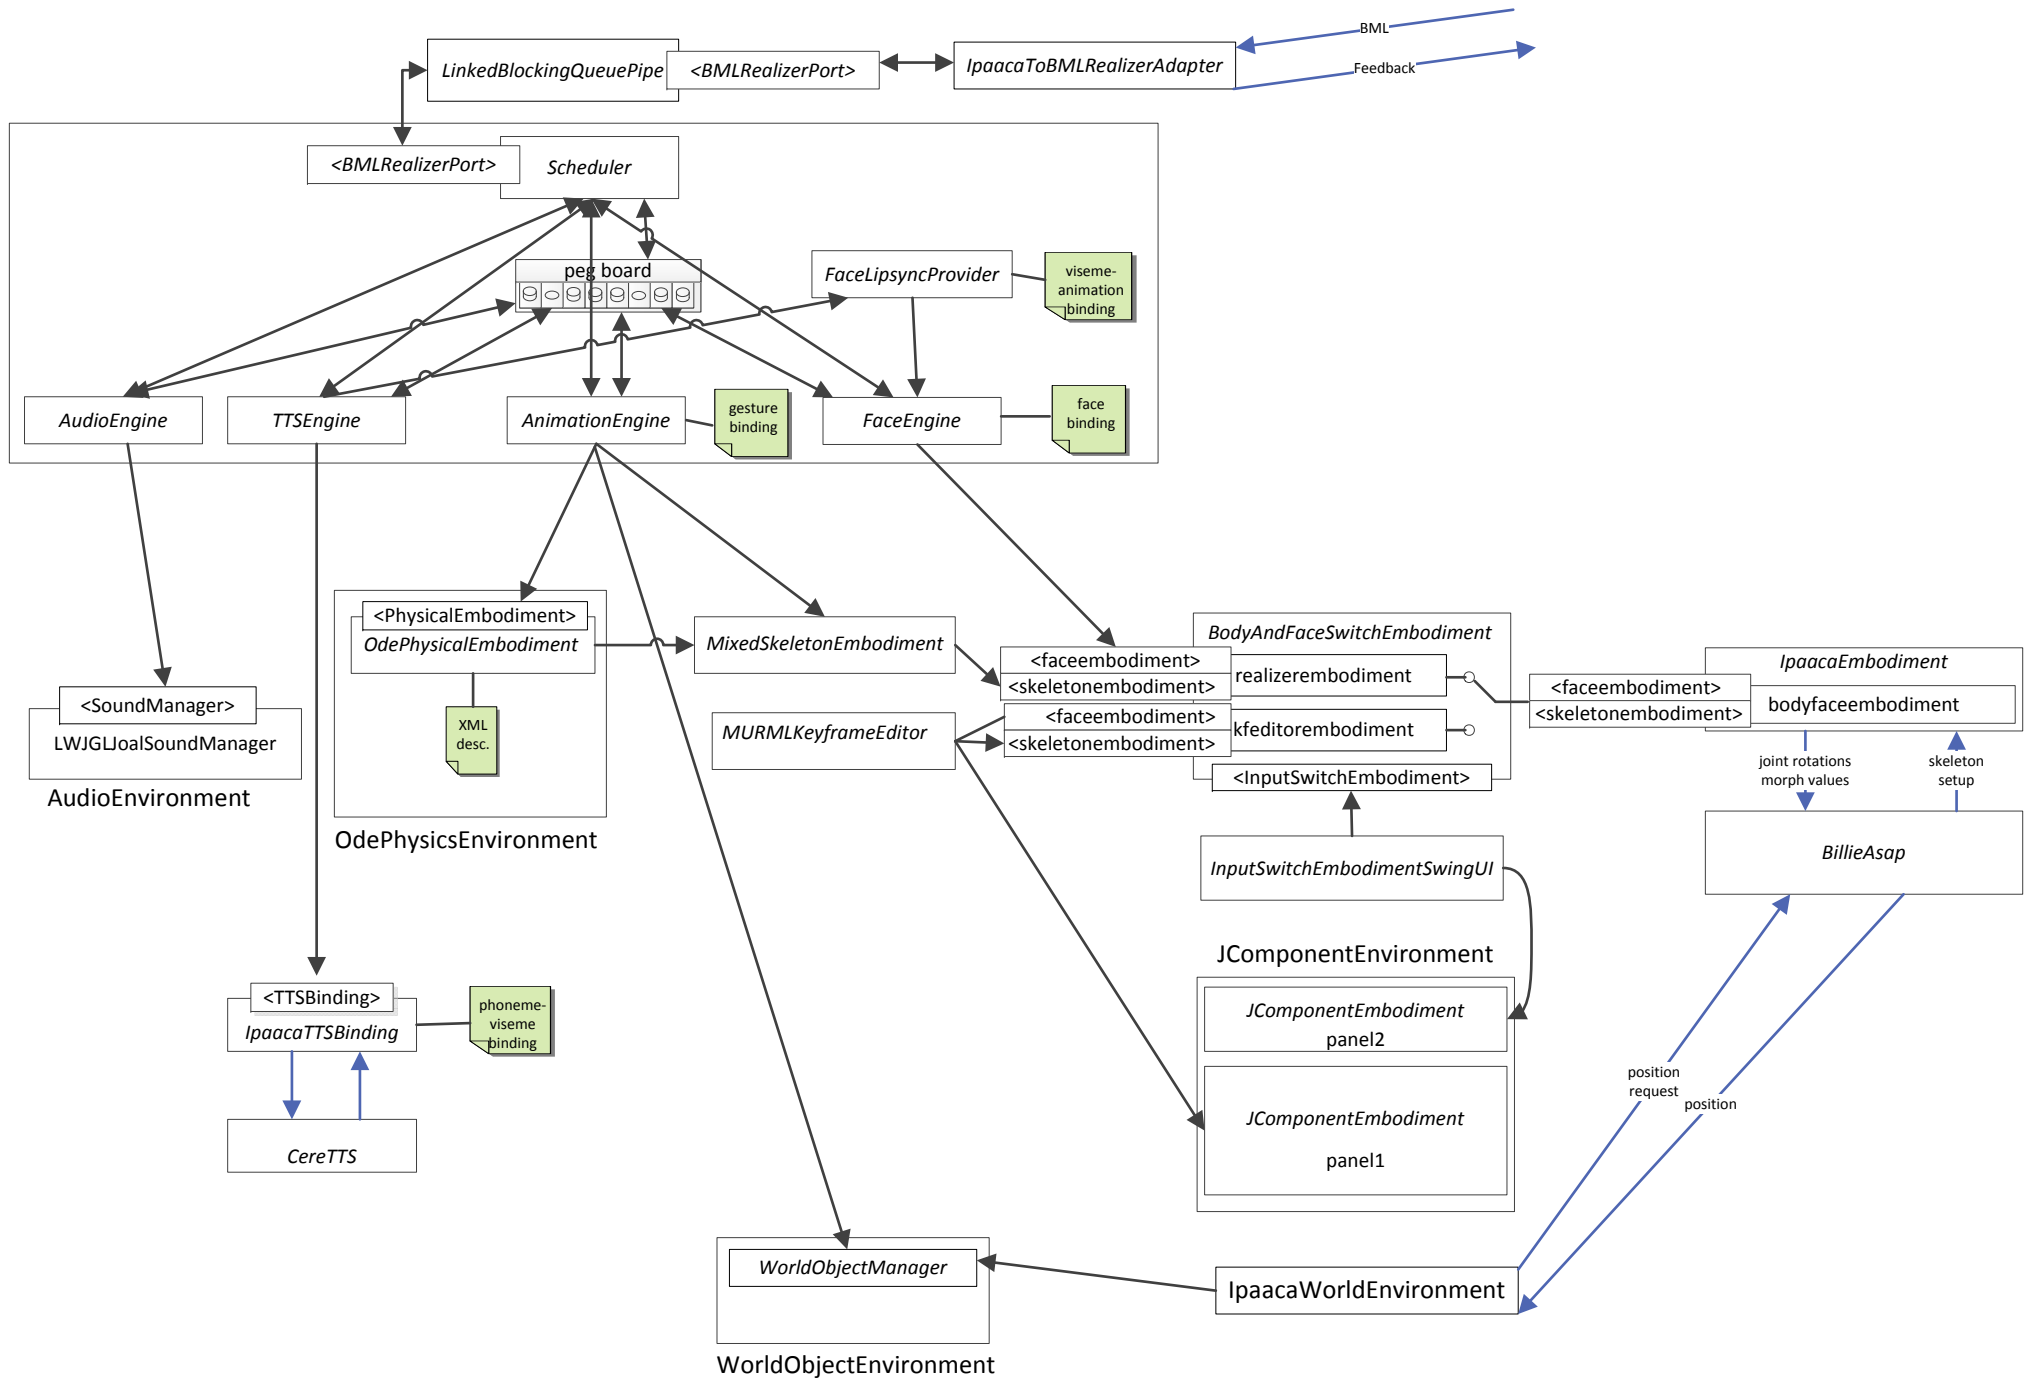 BML
LinkedBlockingQueuePipe
<BMLRealizerPort>
IpaacaToBMLRealizerAdapter
Feedback
<BMLRealizerPort>
Scheduler
peg board
FaceLipsyncProvider
viseme-
animation
binding
AudioEngine
TTSEngine
AnimationEngine
gesture
binding
FaceEngine
face
binding
<PhysicalEmbodiment>
OdePhysicalEmbodiment
XML
desc.
OdePhysicsEnvironment
MixedSkeletonEmbodiment
MURMLKeyframeEditor
BodyAndFaceSwitchEmbodiment
<faceembodiment>
<skeletonembodiment>
realizerembodiment
<faceembodiment>
<skeletonembodiment>
kfeditorembodiment
<InputSwitchEmbodiment>
IpaacaEmbodiment
<faceembodiment>
<skeletonembodiment>
bodyfaceembodiment
joint rotations
morph values
skeleton
setup
BillieAsap
<SoundManager>
LWJGLJoalSoundManager
AudioEnvironment
InputSwitchEmbodimentSwingUI
JComponentEnvironment
JComponentEmbodiment
panel2
JComponentEmbodiment
panel1
<TTSBinding>
IpaacaTTSBinding
phoneme-
viseme
binding
CereTTS
position
request
position
WorldObjectManager
WorldObjectEnvironment
IpaacaWorldEnvironment